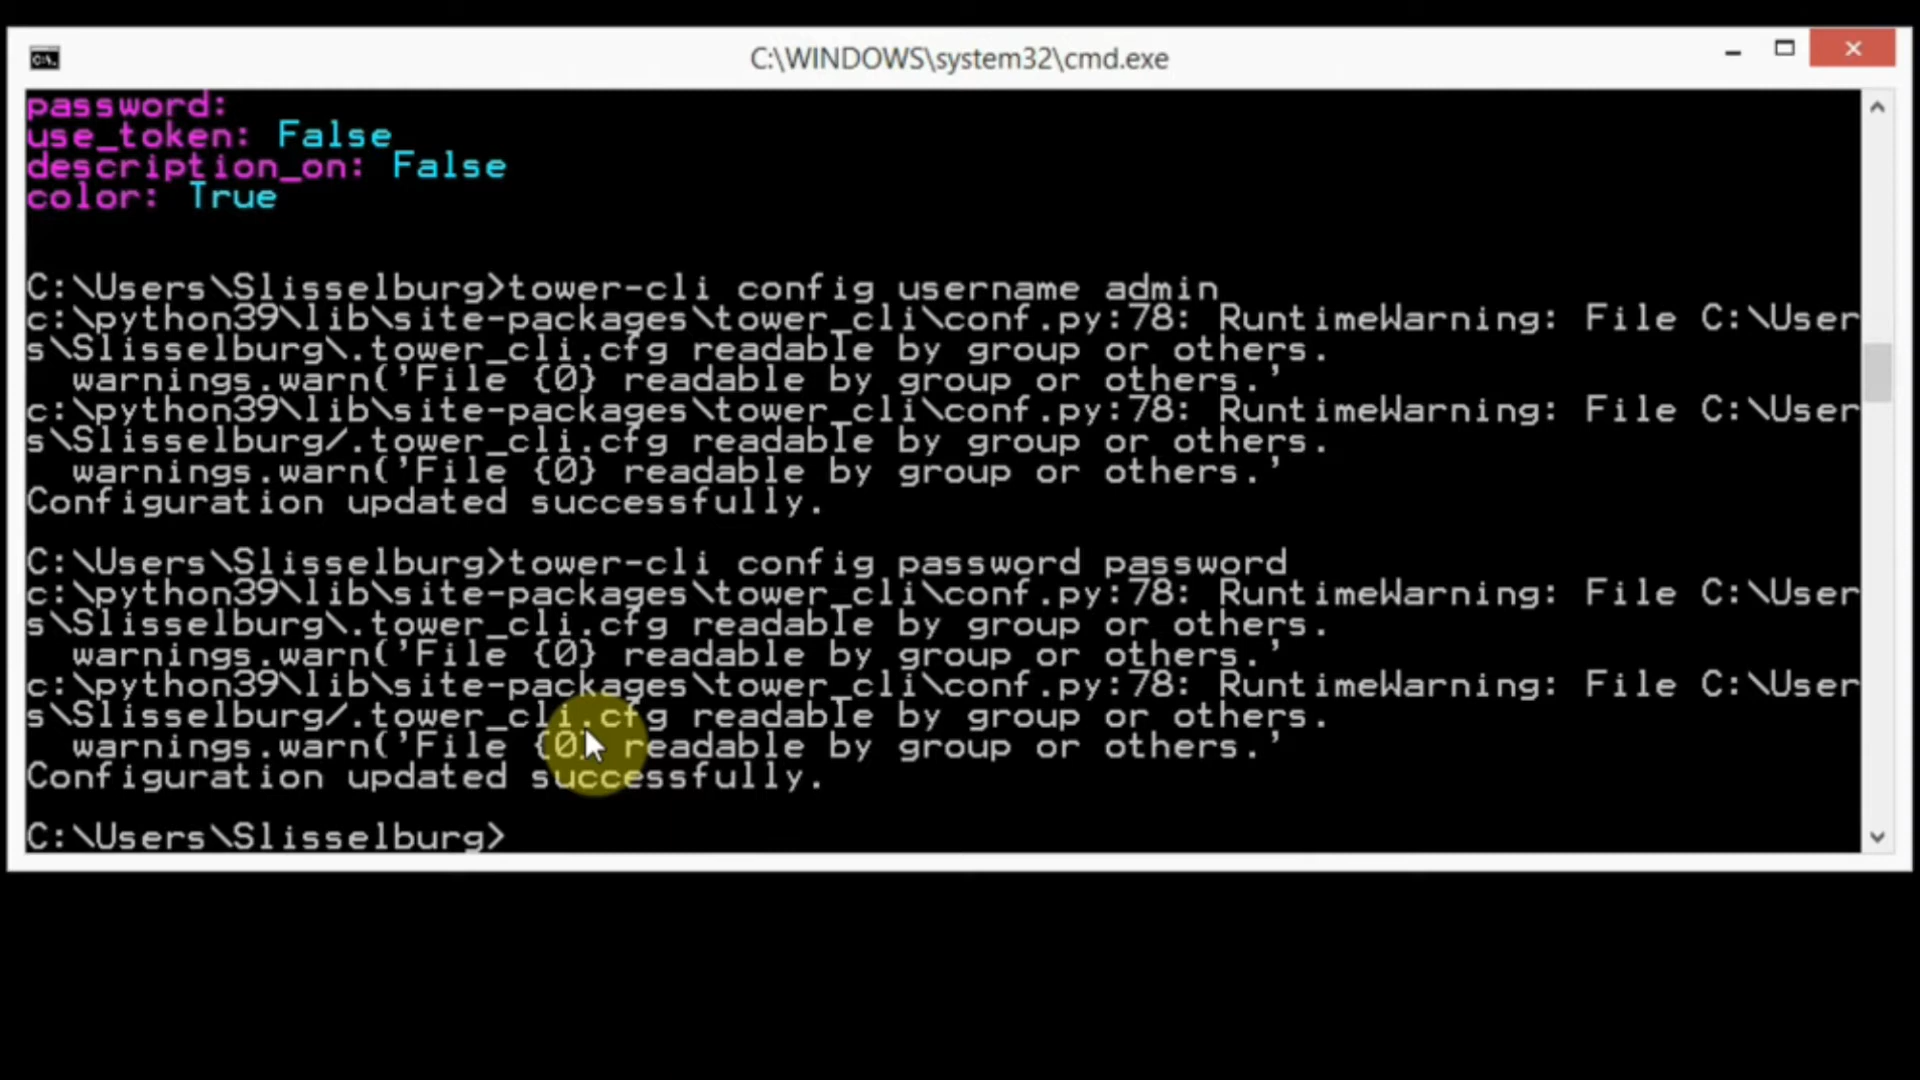 C:\WINDOWS\system32\cmd.exe
password:
use_token: False
description_on: False
color: True
C:\Users\Slisselburg>tower-cli config username admin
c:\python39\lib\site-packages\tower_cli\conf.py:78: RuntimeWarning: File C:\User
s\Slisselburg\.tower_cli.cfg readable by group or others.
warnings.warn('File {0} readable by group or others.'
c:\python39\lib\site-packages\tower_cli\conf.py:78: RuntimeWarning: File C:\User
s\Slisselburg/.tower_cli.cfg readable by group or others.
warnings.warn('File {0} readable by group or others.'
Configuration updated successfully.
C:\Users\Slisselburg>tower-cli config password password
c:\python39\lib\site-packages\tower_cli\conf.py:78: RuntimeWarning: File C:\User
s\Slisselburg\.tower_cli.cfg readable by group or others.
warnings.warn('File {0} readable by group or others.'
c:\python39\lib\site-packages\tower_cli\conf.py:78: RuntimeWarning: File C:\User
s\Slisselburg/.tower_cli.cfg readable by group or others.
warnings.warn('File {0} readable by group or others.'
Configuration updated successfully.
C:\Users\Slisselburg>